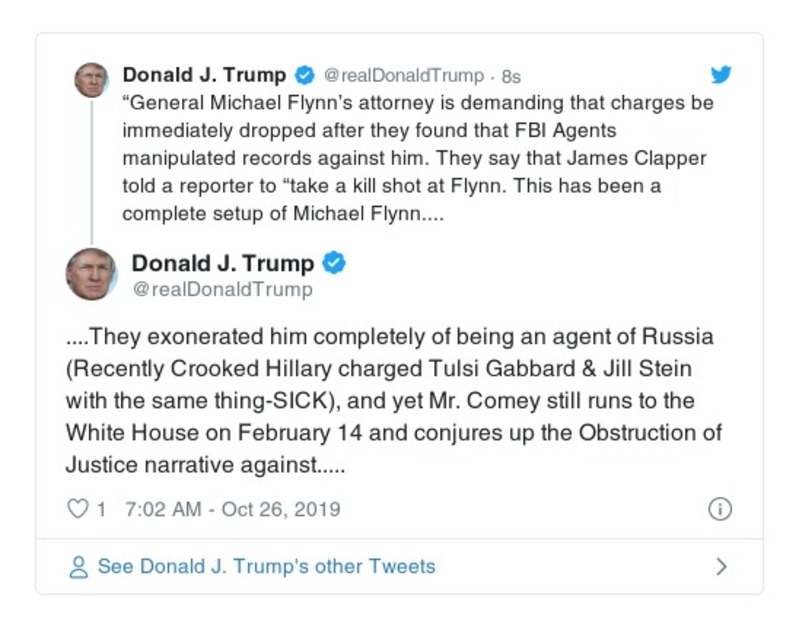 Donald J. Trump @realDonaldTrump · 8s
“General Michael Flynn’s attorney is demanding that charges be
immediately dropped after they found that FBI Agents
manipulated records against him. They say that James Clapper
told a reporter to “take a kill shot at Flynn. This has been a
complete setup of Michael Flynn....
Donald J. Trump
@realDonaldTrump
....They exonerated him completely of being an agent of Russia
(Recently Crooked Hillary charged Tulsi Gabbard & Jill Stein
with the same thing-SICK), and yet Mr. Comey still runs to the
White House on February 14 and conjures up the Obstruction of
Justice narrative against.....
1 7:02 AM - Oct 26, 2019
See Donald J. Trump's other Tweets